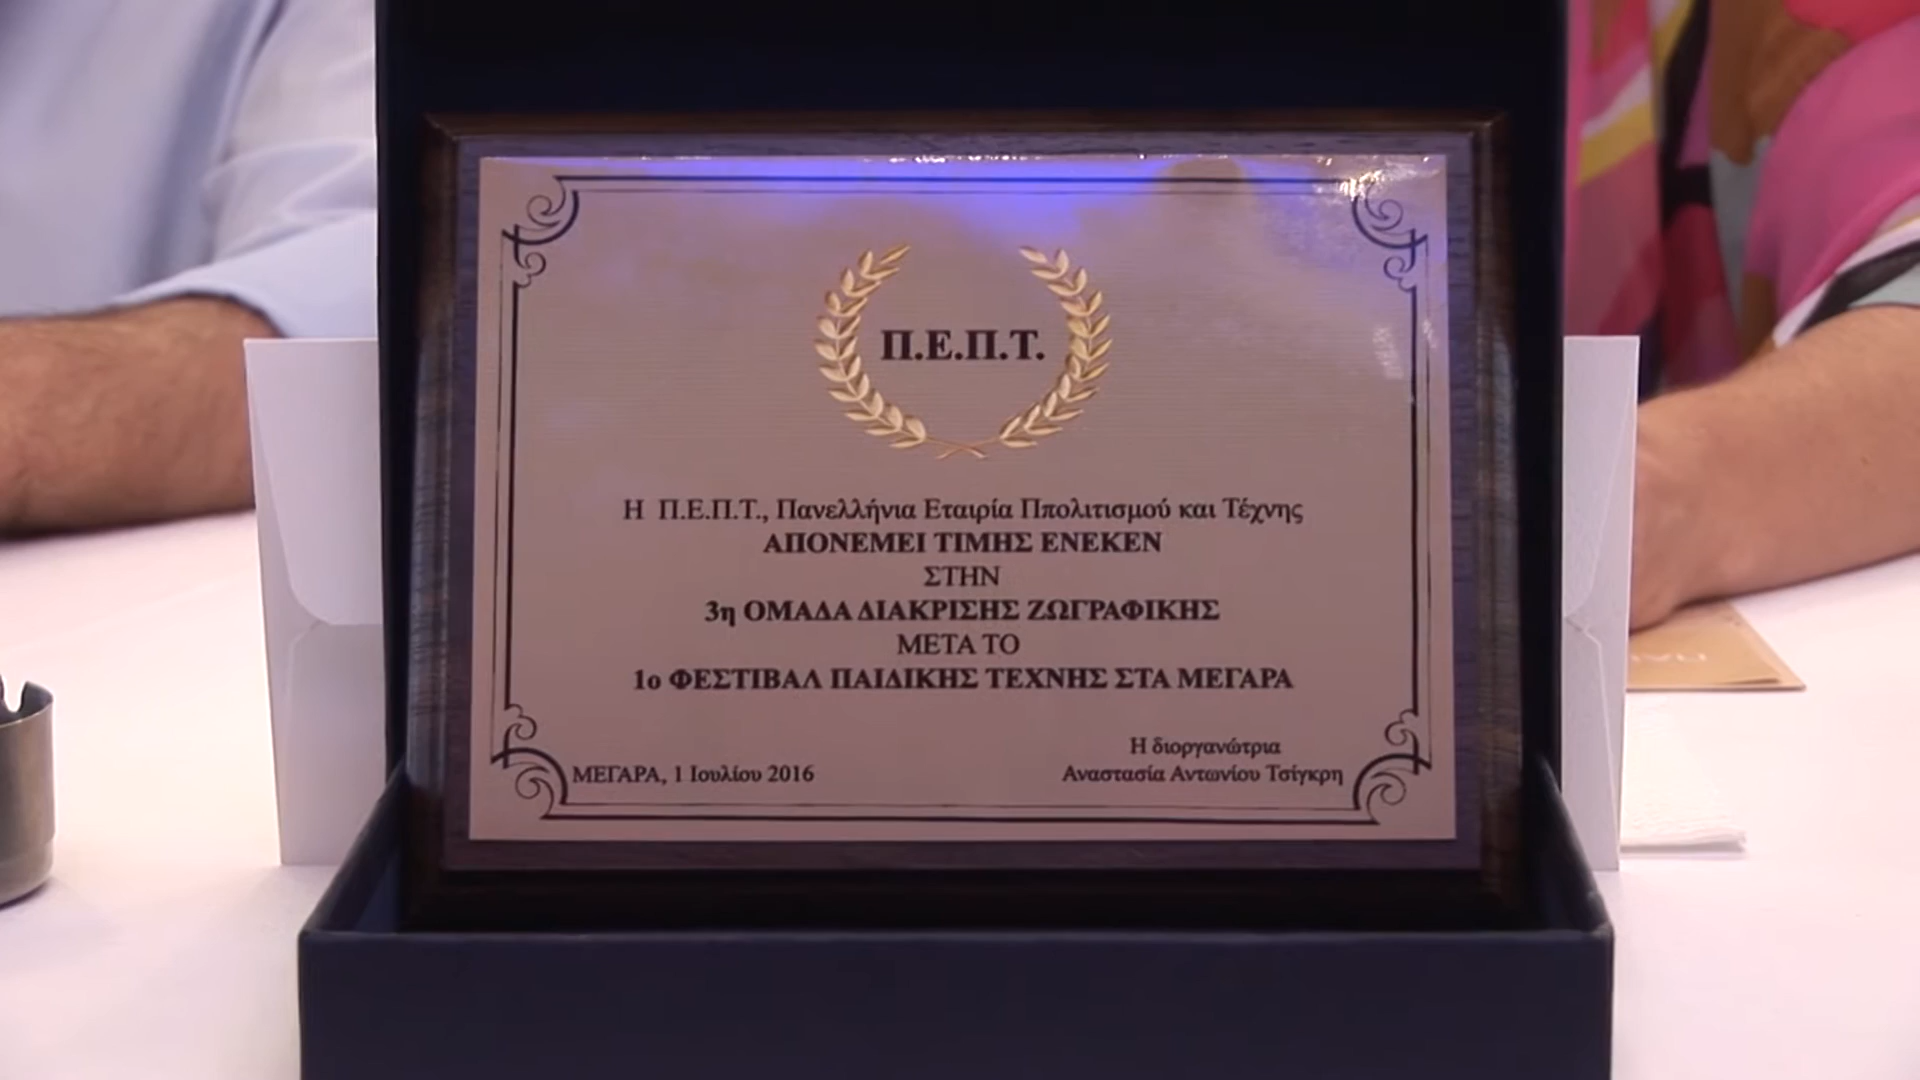 Π.Ε.Π.Τ.
Η Π.Ε.Π.Τ., Πανελλήνια Εταιρία Ππολιτισμού και Τέχνης
ΑΠΟΝΕΜΕΙ ΤΙΜΗΣ ΕΝΕΚΕΝ
ΣΤΗΝ
3η ΟΜΑΔΑ ΔΙΑΚΡΙΣΗΣ ΖΩΓΡΑΦΙΚΗΣ
ΜΕΤΑ ΤΟ
1ο ΦΕΣΤΙΒΑΛ ΠΑΙΔΙΚΗΣ ΤΕΧΝΗΣ ΣΤΑ ΜΕΓΑΡΑ
Η διοργανώτρια
ΜΕΓΑΡΑ, 1 Ιουλίου 2016
Αναστασία Αντωνίου Τσίγκρη